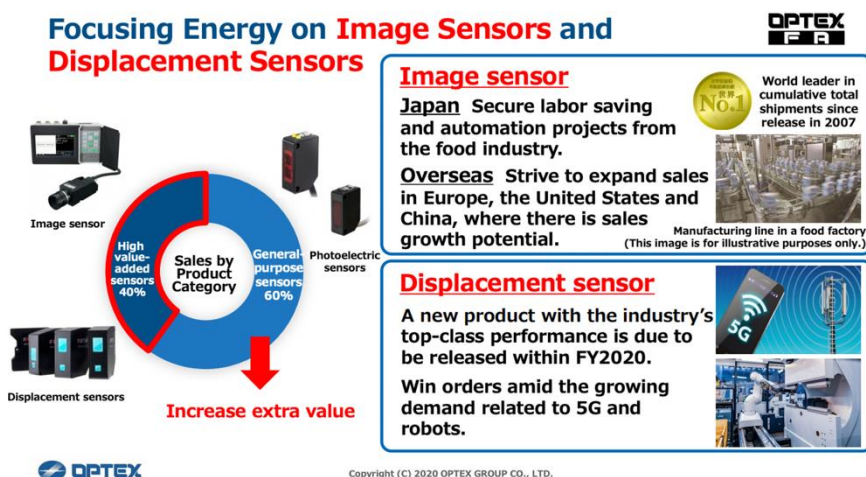 Focusing Energy on Image Sensors and
Displacement Sensors
OPTEX
FA
Image sensor
High
value-
added
sensors
40%
Sales by
Product
Category
General-
purpose
sensors
60%
Photoelectric
sensors
Displacement sensors
Increase extra value
Image sensor
Japan Secure labor saving
and automation projects from
the food industry.
Overseas Strive to expand sales
in Europe, the United States and
China, where there is sales
growth potential.
世界
No.1
World leader in
cumulative total
shipments since
release in 2007
Manufacturing line in a food factory
(This image is for illustrative purposes only.)
Displacement sensor
A new product with the industry's
top-class performance is due to
be released within FY2020.
Win orders amid the growing
demand related to 5G and
robots.
5G
OPTEX
Copyright (C) 2020 OPTEX GROUP CO., LTD.